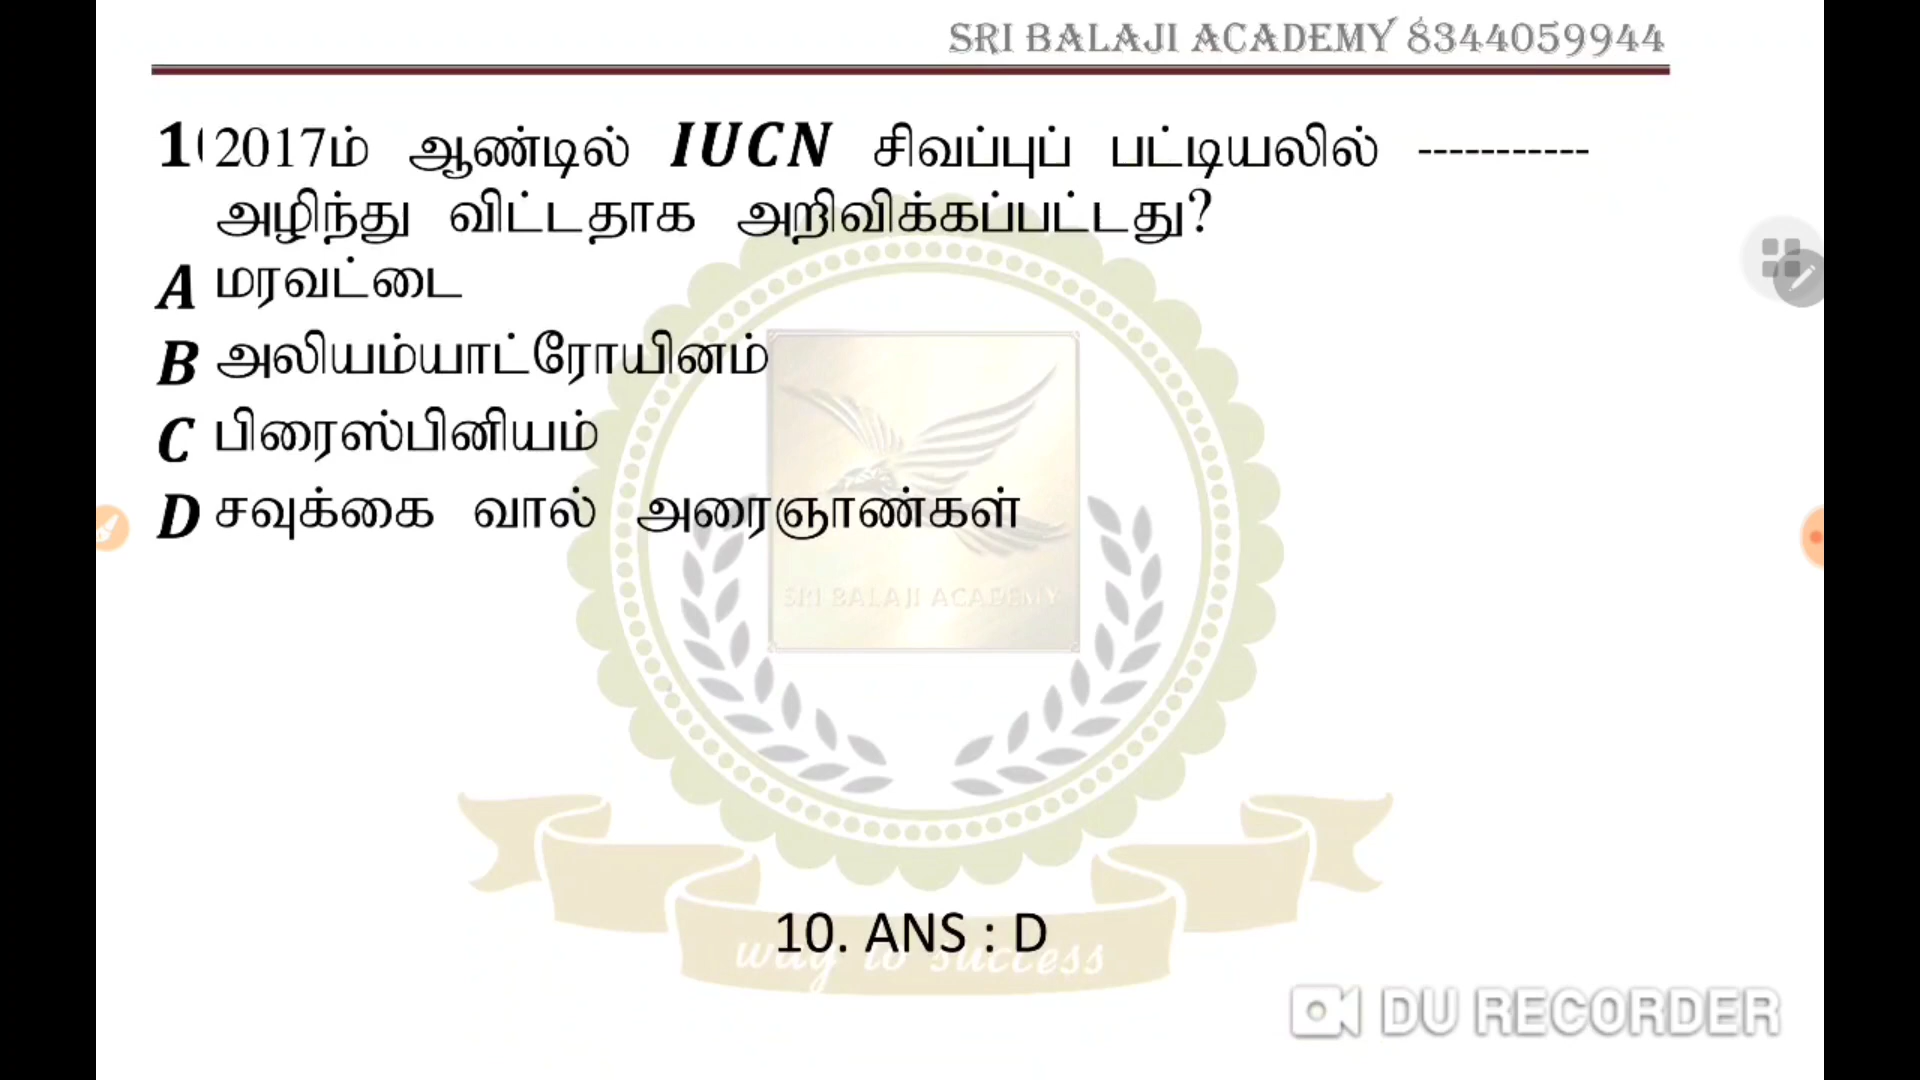 SRI BALAJI ACADEMY 8344059944
1(2017ம் ஆண்டில் IUCN சிவப்புப் பட்டியலில் -----------
அழிந்து விட்டதாக அறிவிக்கப்பட்டது?
A மரவட்டை
B அலியம்யாட்ரோயினம்
C பிரைஸ்பினியம்
D சவுக்கை வால் அரைஞாண்கள்
SRI BALAJI ACADEMY
10. ANS : D
way to success
DU RECORDER